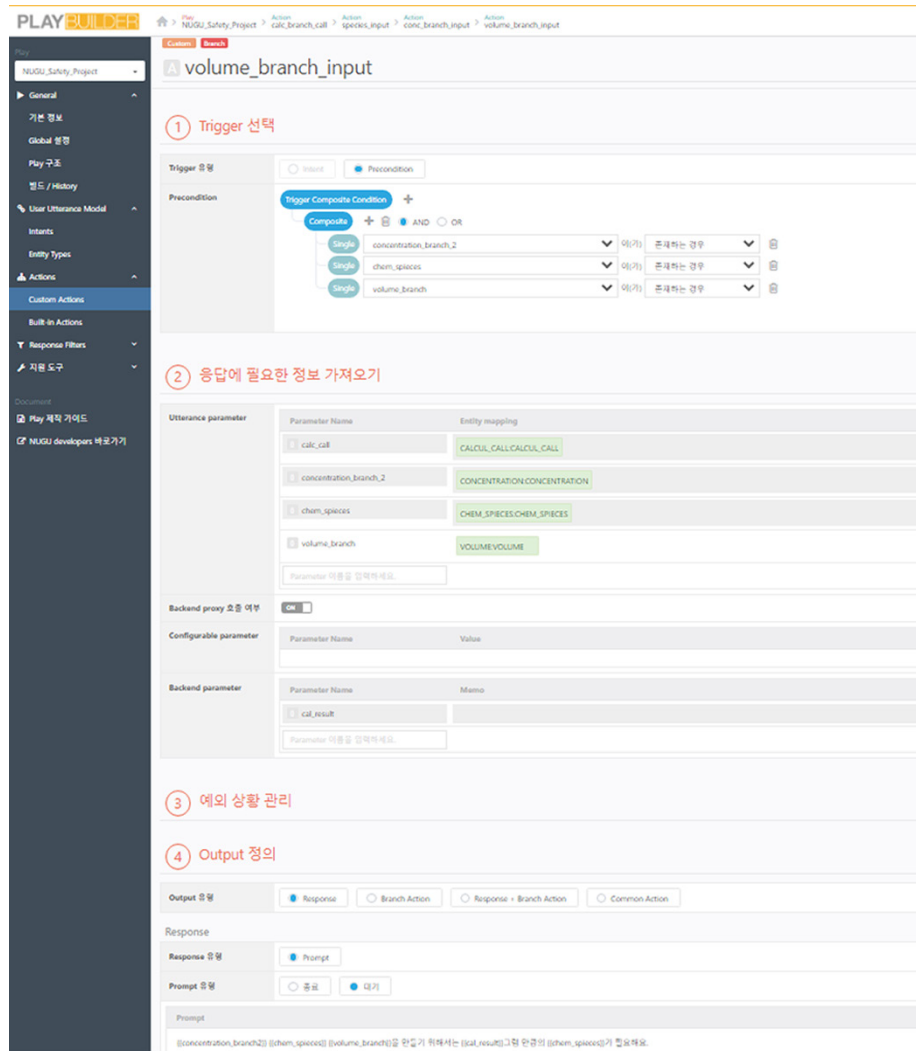 PLAY BUILDER
Play Action Action Action Action
NUGU_Safety_Project > calc_branch_call > species_input > conc_branch_input > volume_branch_input
Custom Branch
A volume_branch_input
Play
NUGU_Safety_Project
General
기본 정보
Global 설정
Play 구조
빌드 / History
User Utterance Model
Intents
Entity Types
Actions
Custom Actions
Built-in Actions
Response Filters
지원 도구
Document
Play 제작 가이드
NUGU developers 바로가기
1 Trigger 선택
Trigger 유형 Intent Precondition
Precondition Trigger Composite Condition
Composite AND OR
Single concentration_branch_2 이(가) 존재하는 경우
Single chem_spieces 이(가) 존재하는 경우
Single volume_branch 이(가) 존재하는 경우
2 응답에 필요한 정보 가져오기
Utterance parameter Parameter Name Entity mapping
calc_call CALCUL_CALL:CALCUL_CALL
concentration_branch_2 CONCENTRATION:CONCENTRATION
chem_spieces CHEM_SPIECES:CHEM_SPIECES
volume_branch VOLUME:VOLUME
Parameter 이름을 입력하세요.
Backend proxy 호출 여부 ON
Configurable parameter Parameter Name Value
Backend parameter Parameter Name Memo
cal_result
Parameter 이름을 입력하세요.
3 예외 상황 관리
4 Output 정의
Output 유형 Response Branch Action Response + Branch Action Common Action
Response
Response 유형 Prompt
Prompt 유형 종료 대기
Prompt
{{concentration_branch2}} {{chem_spieces}} {{volume_branch}}을 만들기 위해서는 {{cal_result}}그램 만큼의 {{chem_spieces}}가 필요해요.